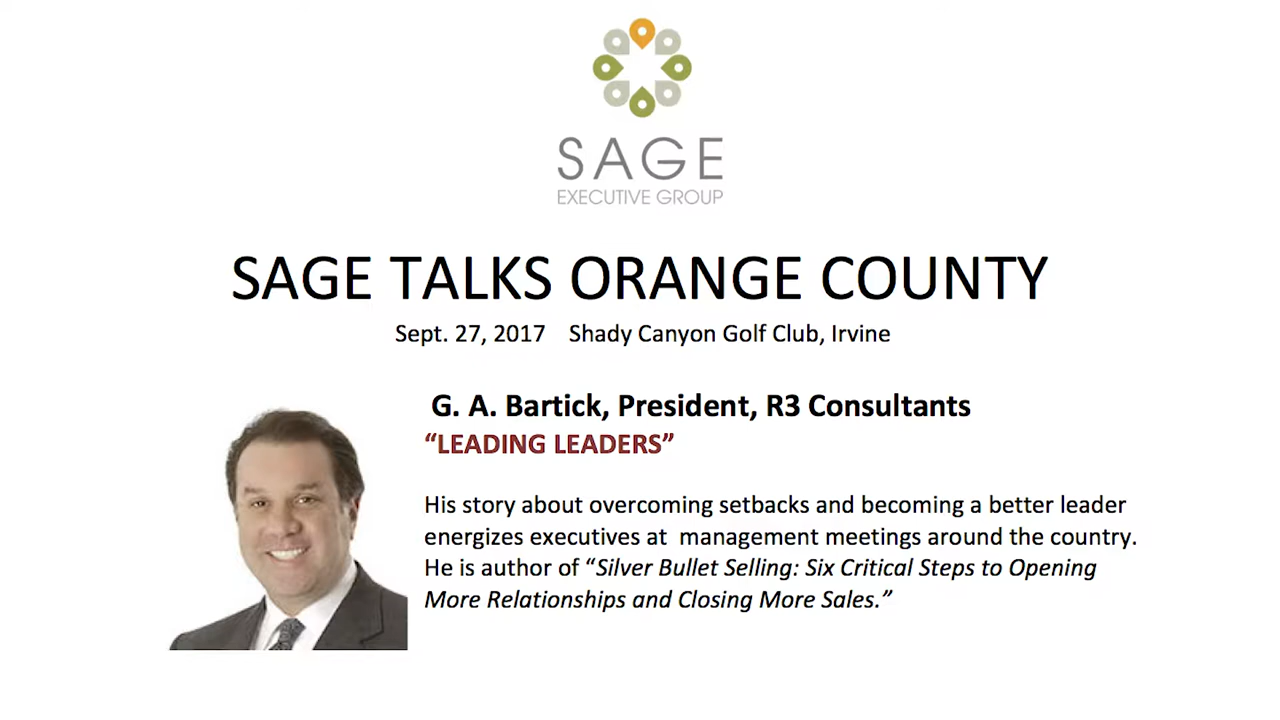 SAGE
EXECUTIVE GROUP
SAGE TALKS ORANGE COUNTY
Sept. 27, 2017 Shady Canyon Golf Club, Irvine
G. A. Bartick, President, R3 Consultants
“LEADING LEADERS”
His story about overcoming setbacks and becoming a better leader
energizes executives at management meetings around the country.
He is author of “Silver Bullet Selling: Six Critical Steps to Opening
More Relationships and Closing More Sales.”